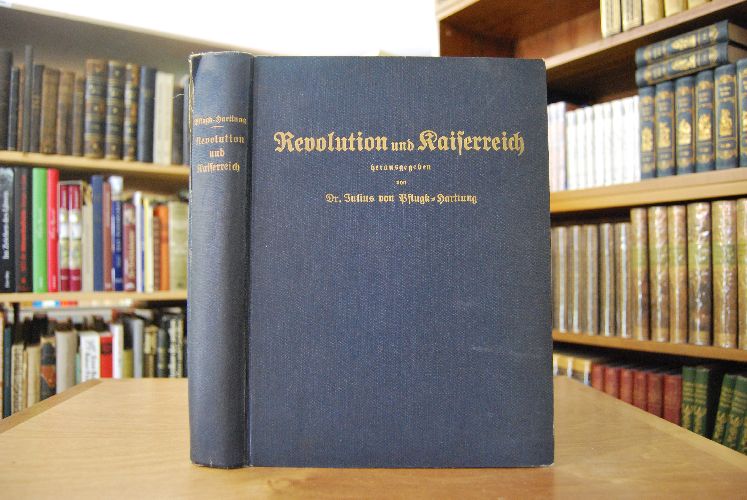 Pflugk-Harttung
Revolution
und
Kaiserreich
Revolution und Kaiserreich
herausgegeben
von
Dr. Julius von Pflugk-Harttung